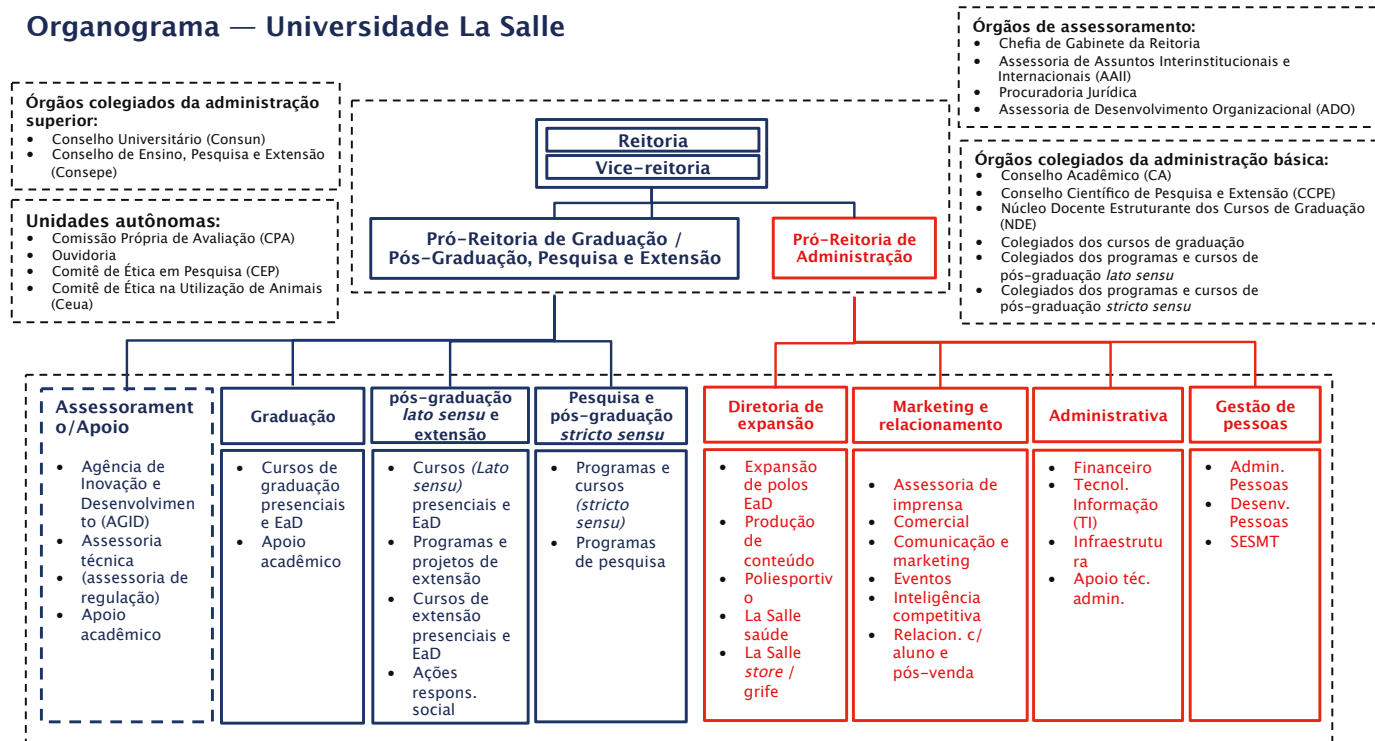 Organograma — Universidade La Salle
Órgãos de assessoramento:
• Chefia de Gabinete da Reitoria
• Assessoria de Assuntos Interinstitucionais e
Internacionais (AAII)
• Procuradoria Jurídica
• Assessoria de Desenvolvimento Organizacional (ADO)
Órgãos colegiados da administração
superior:
• Conselho Universitário (Consun)
• Conselho de Ensino, Pesquisa e Extensão
(Consepe)
Reitoria
Vice-reitoria
Órgãos colegiados da administração básica:
• Conselho Acadêmico (CA)
• Conselho Científico de Pesquisa e Extensão (CCPE)
• Núcleo Docente Estruturante dos Cursos de Graduação
(NDE)
• Colegiados dos cursos de graduação
• Colegiados dos programas e cursos de
pós-graduação lato sensu
• Colegiados dos programas e cursos de
pós-graduação stricto sensu
Unidades autônomas:
• Comissão Própria de Avaliação (CPA)
• Ouvidoria
• Comitê de Ética em Pesquisa (CEP)
• Comitê de Ética na Utilização de Animais
(Ceua)
Pró-Reitoria de Graduação /
Pós-Graduação, Pesquisa e Extensão
Pró-Reitoria de
Administração
Assessorament
o/Apoio
• Agência de
Inovação e
Desenvolvimen
to (AGID)
• Assessoria
técnica
• (assessoria de
regulação)
• Apoio
acadêmico
Graduação
• Cursos de
graduação
presenciais
e EaD
• Apoio
acadêmico
pós-graduação
lato sensu e
extensão
• Cursos (Lato
sensu)
presenciais e
EaD
• Programas e
projetos de
extensão
• Cursos de
extensão
presenciais e
EaD
• Ações
respons.
social
Pesquisa e
pós-graduação
stricto sensu
• Programas e
cursos
(stricto
sensu)
• Programas
de pesquisa
Diretoria de
expansão
• Expansão
de polos
EaD
• Produção
de
conteúdo
• Poliesportiv
o
• La Salle
saúde
• La Salle
store /
grife
Marketing e
relacionamento
• Assessoria de
imprensa
• Comercial
• Comunicação e
marketing
• Eventos
• Inteligência
competitiva
• Relacion. c/
aluno e
pós-venda
Administrativa
• Financeiro
• Tecnol.
Informação
(TI)
• Infraestrutu
ra
• Apoio téc.
admin.
Gestão de
pessoas
• Admin.
Pessoas
• Desenv.
Pessoas
• SESMT